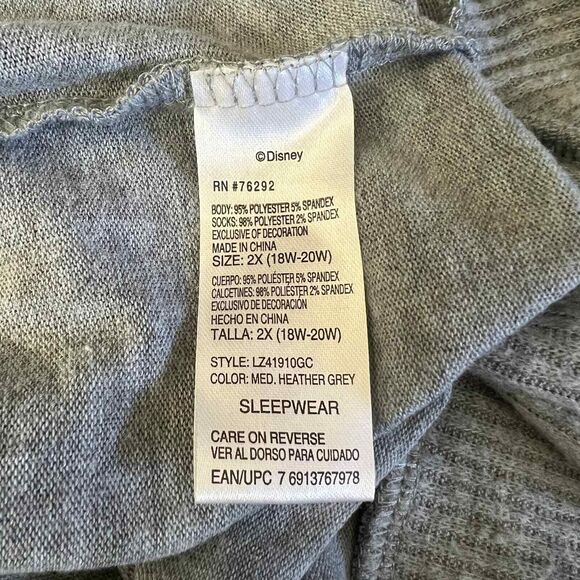 ©Disney
RN #76292
BODY: 95% POLYESTER 5% SPANDEX
SOCKS: 98% POLYESTER 2% SPANDEX
EXCLUSIVE OF DECORATION
MADE IN CHINA
SIZE: 2X (18W-20W)
CUERPO: 95% POLIÉSTER 5% SPANDEX
CALCETINES: 98% POLIÉSTER 2% SPANDEX
EXCLUSIVO DE DECORACIÓN
HECHO EN CHINA
TALLA: 2X (18W-20W)
STYLE: LZ41910GC
COLOR: MED. HEATHER GREY
SLEEPWEAR
CARE ON REVERSE
VER AL DORSO PARA CUIDADO
EAN/UPC 7 6913767978